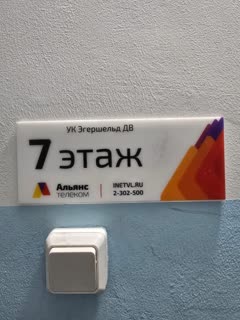 УК Эгершельд ДВ
7 этаж
Альянс
ТЕЛЕКОМ
INETVL.RU
2-302-500